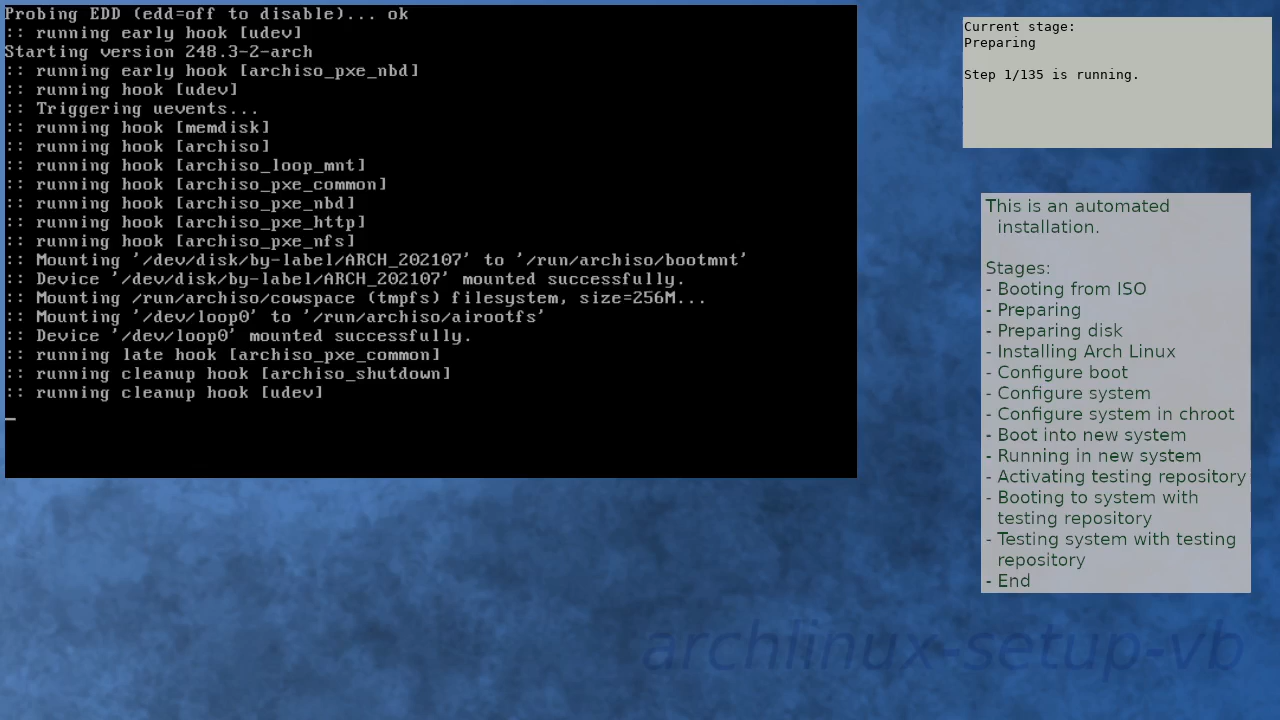 Probing EDD (edd=off to disable)... ok
:: running early hook [udev]
Starting version 248.3-2-arch
:: running early hook [archiso_pxe_nbd]
:: running hook [udev]
:: Triggering uevents...
:: running hook [memdisk]
:: running hook [archiso]
:: running hook [archiso_loop_mnt]
:: running hook [archiso_pxe_common]
:: running hook [archiso_pxe_nbd]
:: running hook [archiso_pxe_http]
:: running hook [archiso_pxe_nfs]
:: Mounting '/dev/disk/by-label/ARCH_202107' to '/run/archiso/bootmnt'
:: Device '/dev/disk/by-label/ARCH_202107' mounted successfully.
:: Mounting /run/archiso/cowspace (tmpfs) filesystem, size=256M...
:: Mounting '/dev/loop0' to '/run/archiso/airootfs'
:: Device '/dev/loop0' mounted successfully.
:: running late hook [archiso_pxe_common]
:: running cleanup hook [archiso_shutdown]
:: running cleanup hook [udev]
_
Current stage:
Preparing
Step 1/135 is running.
This is an automated
installation.
Stages:
- Booting from ISO
- Preparing
- Preparing disk
- Installing Arch Linux
- Configure boot
- Configure system
- Configure system in chroot
- Boot into new system
- Running in new system
- Activating testing repository
- Booting to system with
testing repository
- Testing system with testing
repository
- End
archlinux-setup-vb